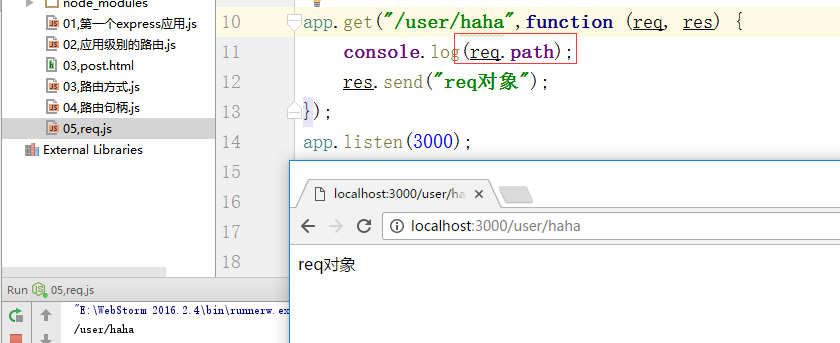 node_modules
01,第一个express应用.js
02,应用级别的路由.js
03,post.html
03,路由方式.js
04,路由句柄.js
05,req.js
External Libraries
10 app.get("/user/haha",function (req, res) {
11 console.log(req.path);
12 res.send("req对象");
13 });
14 app.listen(3000);
15
16
17
18
localhost:3000/user/ha
localhost:3000/user/haha
req对象
Run 05,req.js
"E:\WebStorm 2016.2.4\bin\runnerw.ex
/user/haha